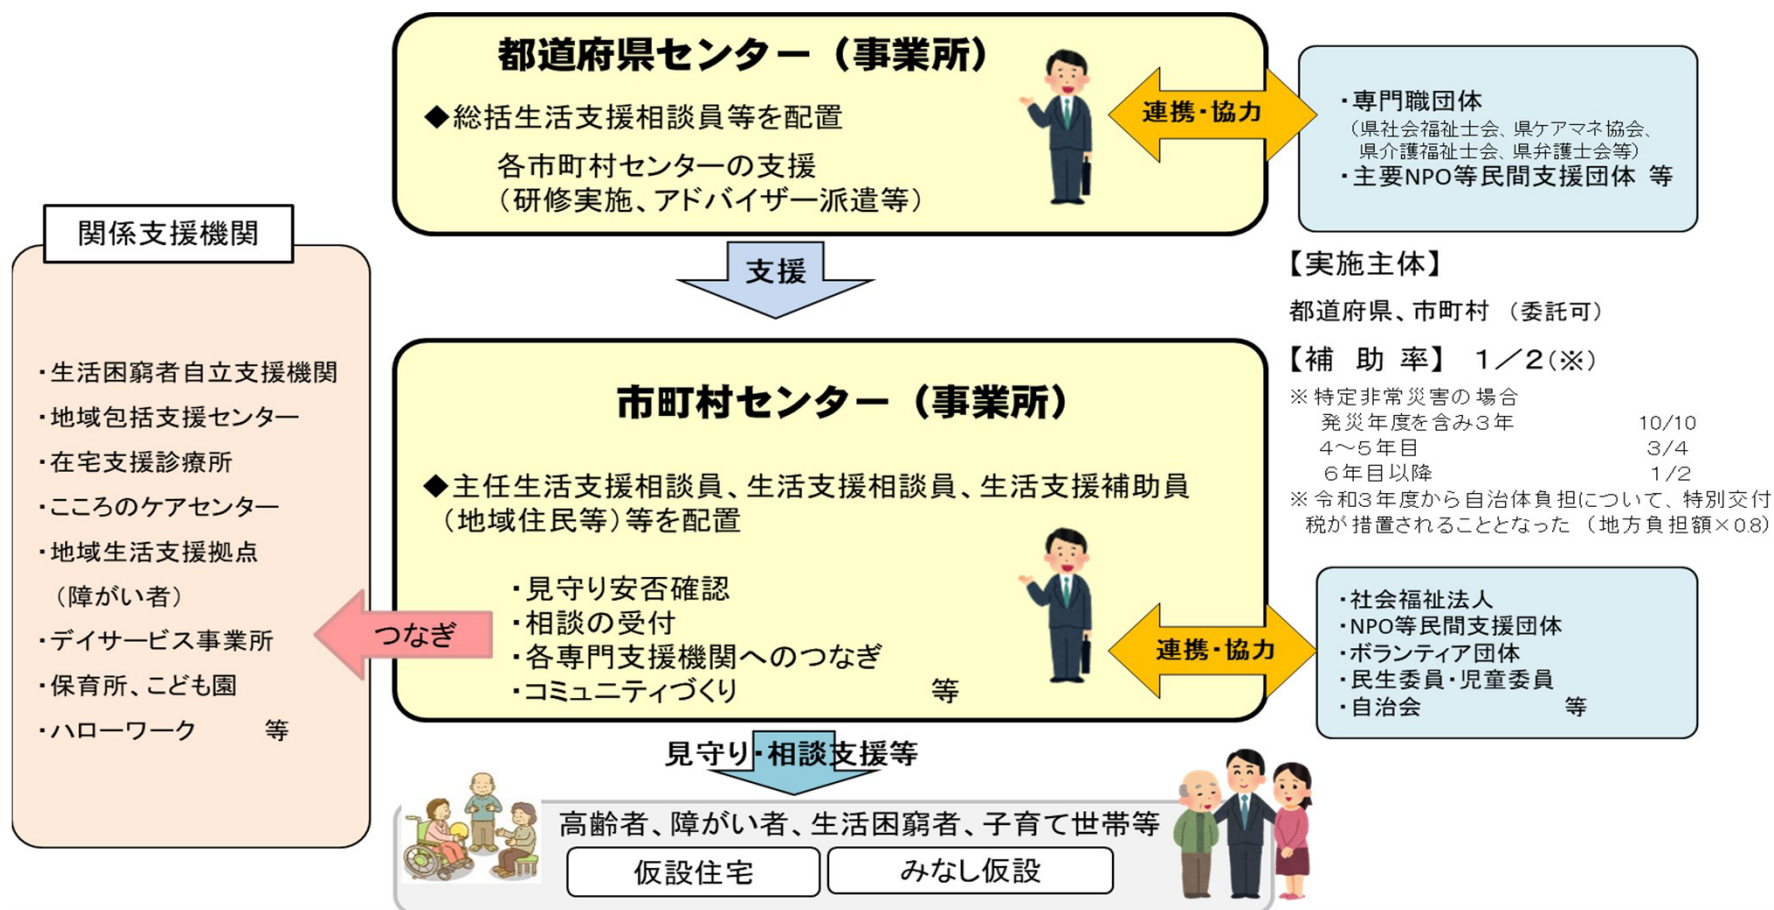 都道府県センター（事業所）
◆総括生活支援相談員等を配置
各市町村センターの支援
（研修実施、アドバイザー派遣等）
連携・協力
・専門職団体
（県社会福祉士会、県ケアマネ協会、
県介護福祉士会、県弁護士会等）
・主要NPO等民間支援団体 等
支援
関係支援機関
・生活困窮者自立支援機関
・地域包括支援センター
・在宅支援診療所
・こころのケアセンター
・地域生活支援拠点
（障がい者）
・デイサービス事業所
・保育所、こども園
・ハローワーク 等
【実施主体】
都道府県、市町村 （委託可）
【補 助 率】 １／２（※）
※特定非常災害の場合
発災年度を含み３年 10/10
４～５年目 3/4
６年目以降 1/2
※令和３年度から自治体負担について、特別交付
税が措置されることとなった （地方負担額×0.8）
市町村センター（事業所）
◆主任生活支援相談員、生活支援相談員、生活支援補助員
（地域住民等）等を配置
・見守り安否確認
・相談の受付
・各専門支援機関へのつなぎ
・コミュニティづくり 等
つなぎ
連携・協力
・社会福祉法人
・NPO等民間支援団体
・ボランティア団体
・民生委員・児童委員
・自治会 等
見守り・相談支援等
高齢者、障がい者、生活困窮者、子育て世帯等
仮設住宅
みなし仮設